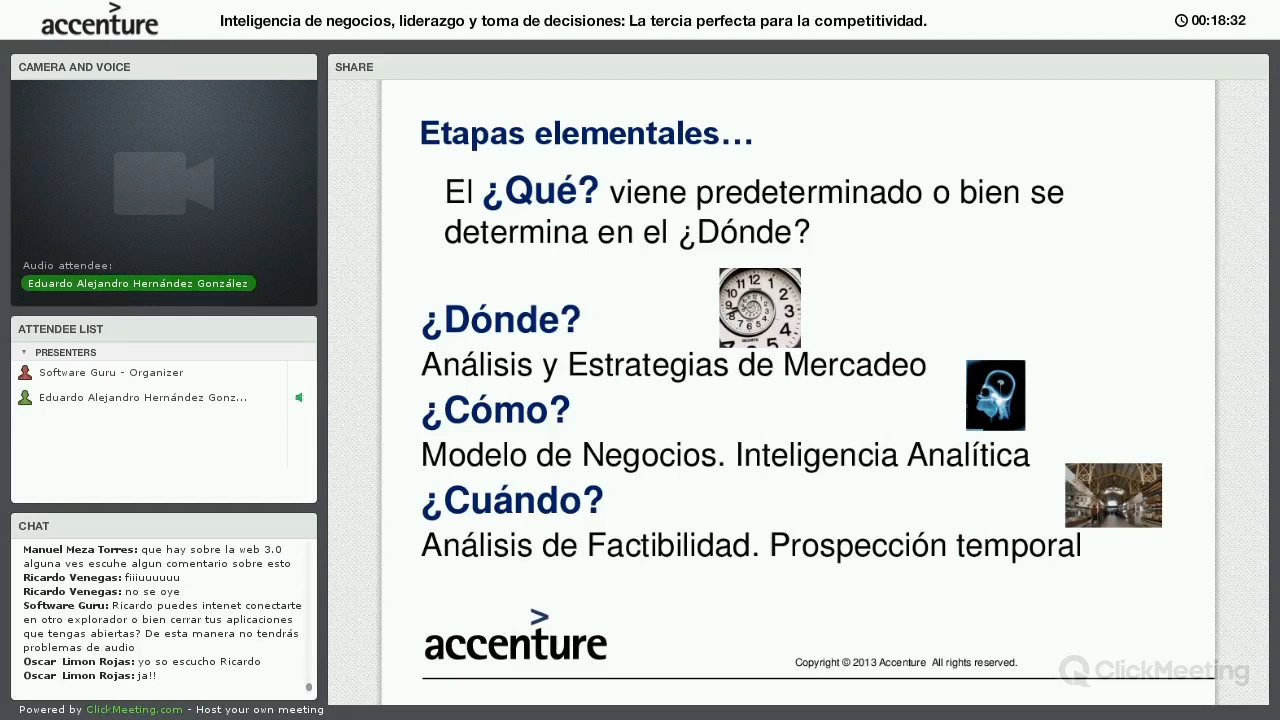 accenture
Inteligencia de negocios, liderazgo y toma de decisiones: La tercia perfecta para la competitividad.
00:18:32
CAMERA AND VOICE
Audio attendee:
Eduardo Alejandro Hernández González
ATTENDEE LIST
PRESENTERS
Software Guru - Organizer
Eduardo Alejandro Hernández Gonz...
CHAT
Manuel Meza Torres: que hay sobre la web 3.0
alguna ves escuhe algun comentario sobre esto
Ricardo Venegas: fiiiuuuuuu
Ricardo Venegas: no se oye
Software Guru: Ricardo puedes intenet conectarte
en otro explorador o bien cerrar tus aplicaciones
que tengas abiertas? De esta manera no tendrás
problemas de audio
Oscar Limon Rojas: yo so escucho Ricardo
Oscar Limon Rojas: ja!!
Powered by ClickMeeting.com - Host your own meeting
SHARE
Etapas elementales...
El ¿Qué? viene predeterminado o bien se
determina en el ¿Dónde?
¿Dónde?
Análisis y Estrategias de Mercadeo
¿Cómo?
Modelo de Negocios. Inteligencia Analítica
¿Cuándo?
Análisis de Factibilidad. Prospección temporal
accenture
Copyright © 2013 Accenture All rights reserved.
ClickMeeting